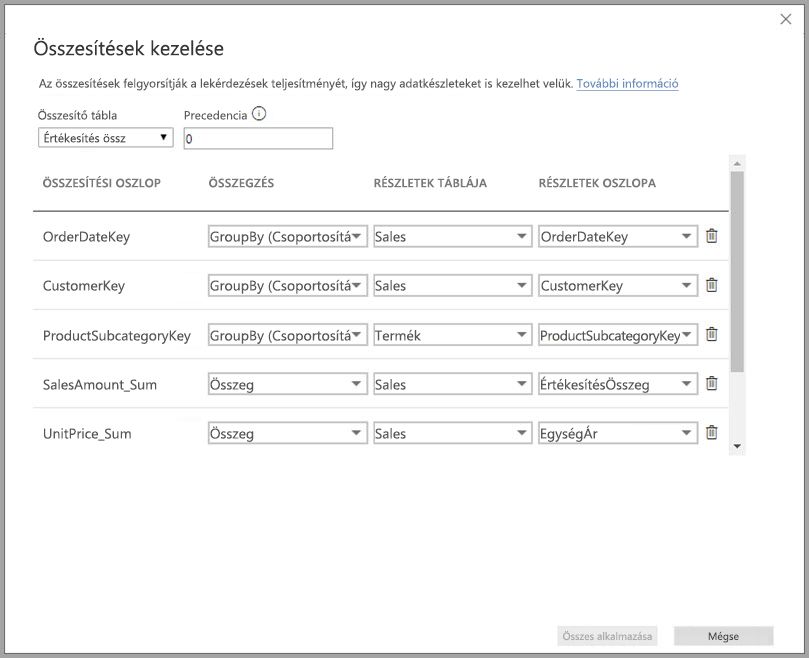 Összesítések kezelése
Az összesítések felgyorsítják a lekérdezések teljesítményét, így nagy adatkészleteket is kezelhet velük. További információ
Összesítő tábla Precedencia
Értékesítés össz 0
ÖSSZESÍTÉSI OSZLOP ÖSSZEGZÉS RÉSZLETEK TÁBLÁJA RÉSZLETEK OSZLOPA
OrderDateKey GroupBy (Csoportosítá Sales OrderDateKey
CustomerKey GroupBy (Csoportosítá Sales CustomerKey
ProductSubcategoryKey GroupBy (Csoportosítá Termék ProductSubcategoryKey
SalesAmount_Sum Összeg Sales ÉrtékesítésÖsszeg
UnitPrice_Sum Összeg Sales EgységÁr
Összes alkalmazása Mégse